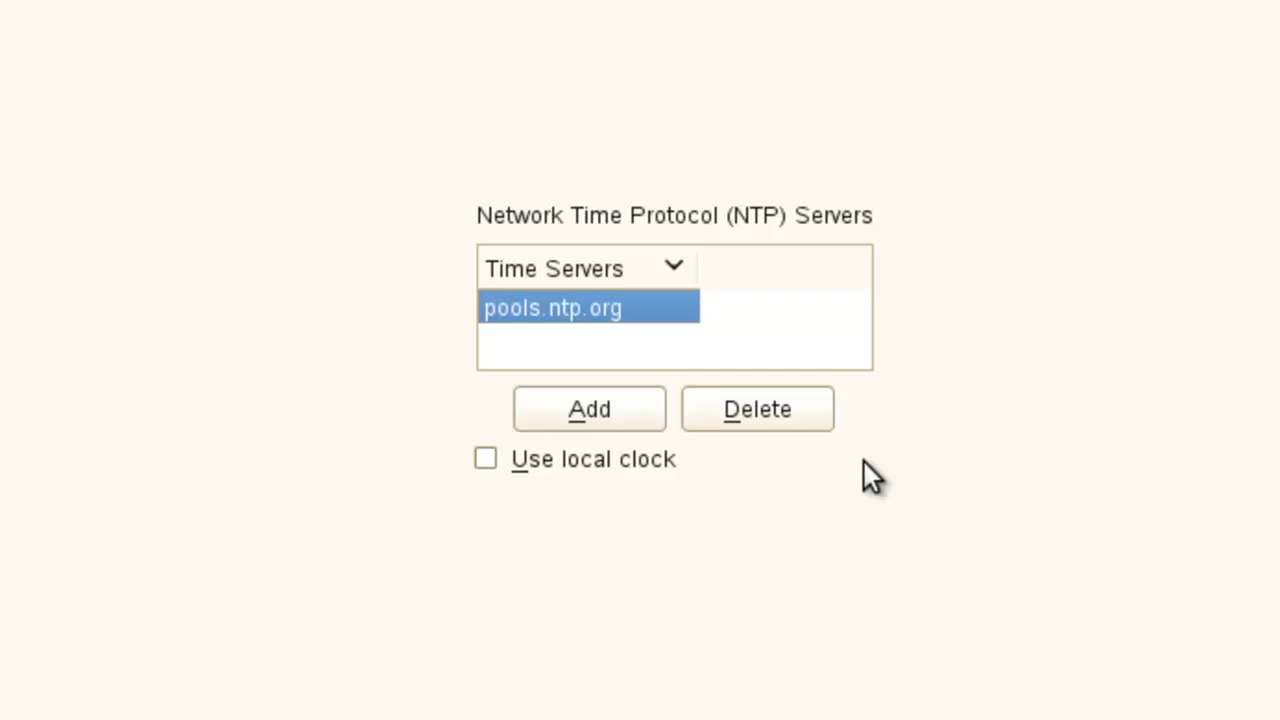 Network Time Protocol (NTP) Servers
Time Servers
pools.ntp.org
Add Delete
Use local clock